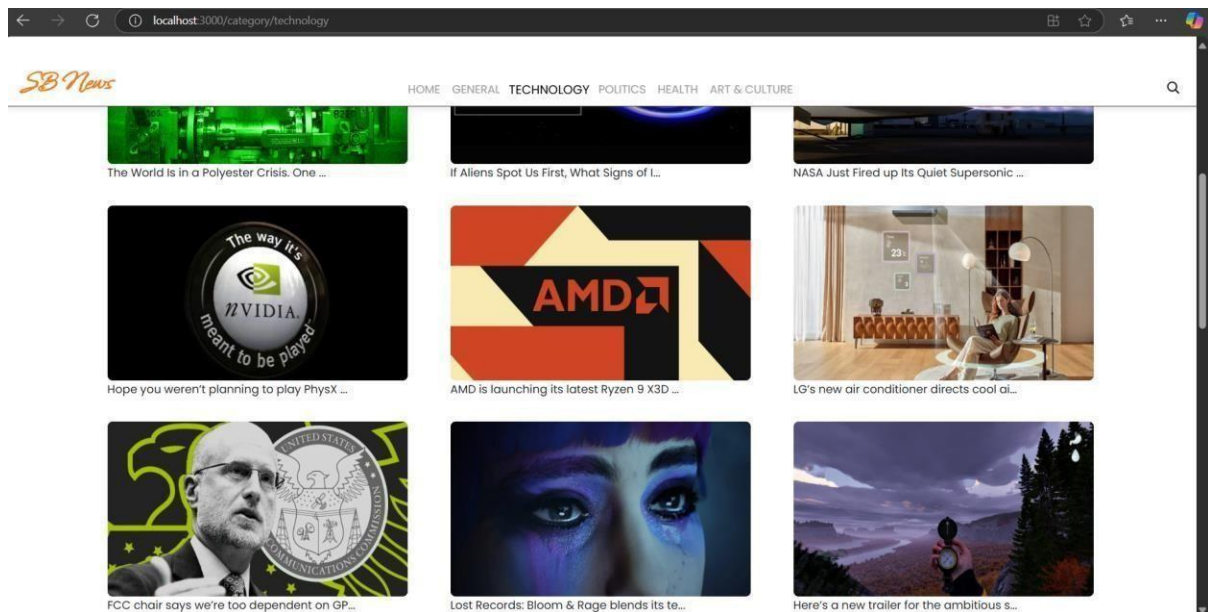 localhost:3000/category/technology
SB News
HOME GENERAL TECHNOLOGY POLITICS HEALTH ART & CULTURE
The World Is in a Polyester Crisis. One ...
If Aliens Spot Us First, What Signs of I...
NASA Just Fired up Its Quiet Supersonic ...
The way it's
NVIDIA.
meant to be played
23
AMD
Hope you weren't planning to play PhysX ...
AMD is launching its latest Ryzen 9 X3D ...
LG's new air conditioner directs cool ai...
UNITED STATES
COMMUNICATIONS COMMISSION
FCC chair says we're too dependent on GP...
Lost Records: Bloom & Rage blends its te...
Here's a new trailer for the ambitious s...